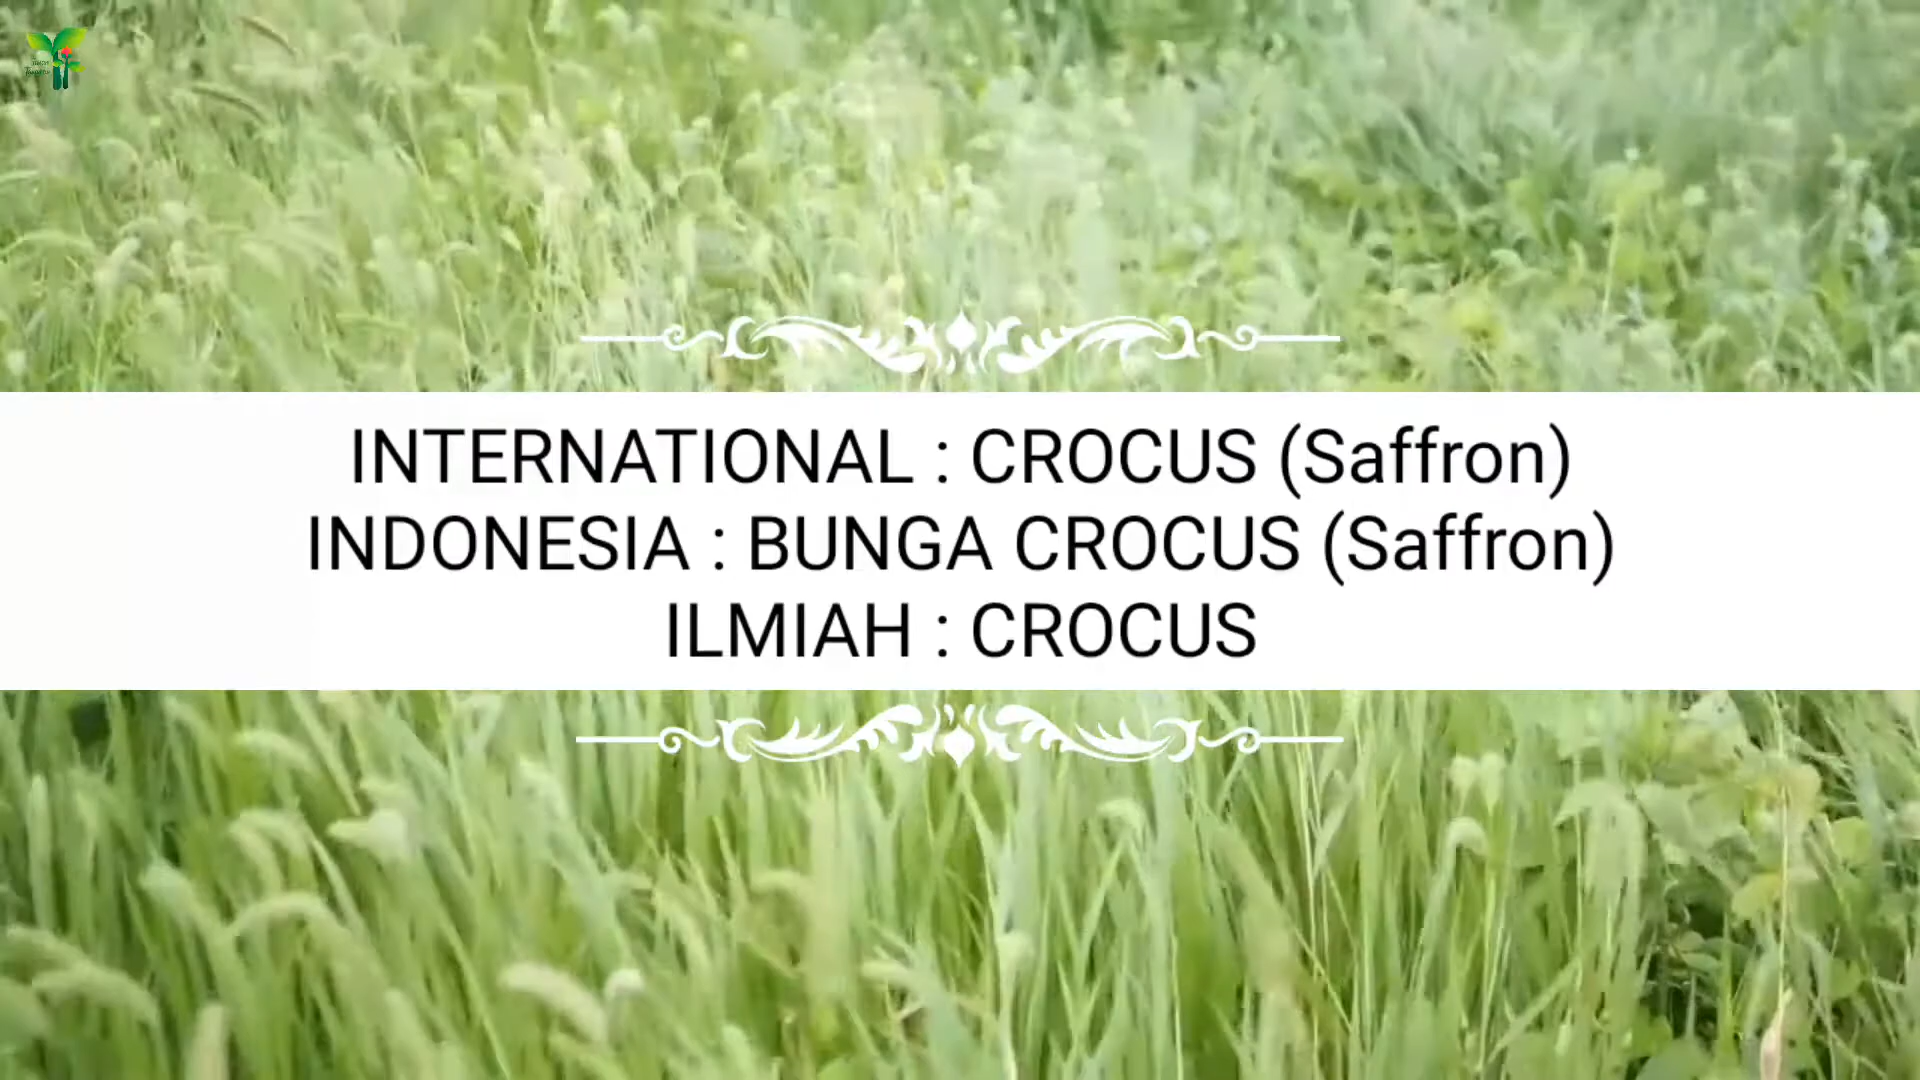 INTERNATIONAL : CROCUS (Saffron)
INDONESIA : BUNGA CROCUS (Saffron)
ILMIAH : CROCUS